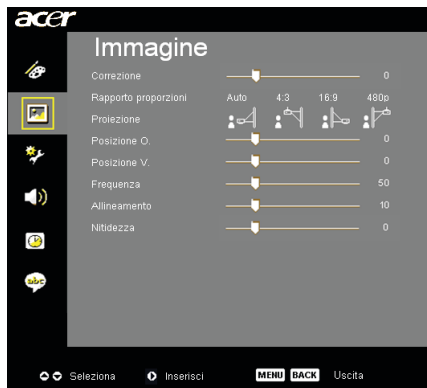 acer
Immagine
Correzione 0
Rapporto proporzioni Auto 4:3 16:9 480p
Proiezione
Posizione O. 0
Posizione V. 0
Frequenza 50
Allineamento 10
Nitidezza 0
abc
Seleziona Inserisci MENU BACK Uscita